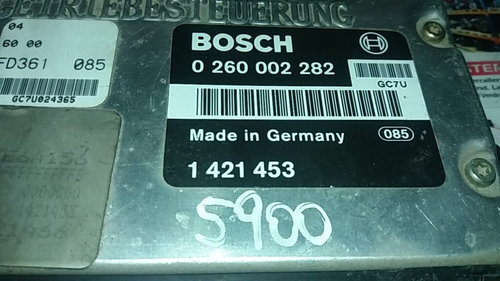 GETRIEBESTEUERUNG
04
60 00
FD361 085
GC7U024365
BOSCH
0 260 002 282
GC7U
Made in Germany 085
1 421 453
5900